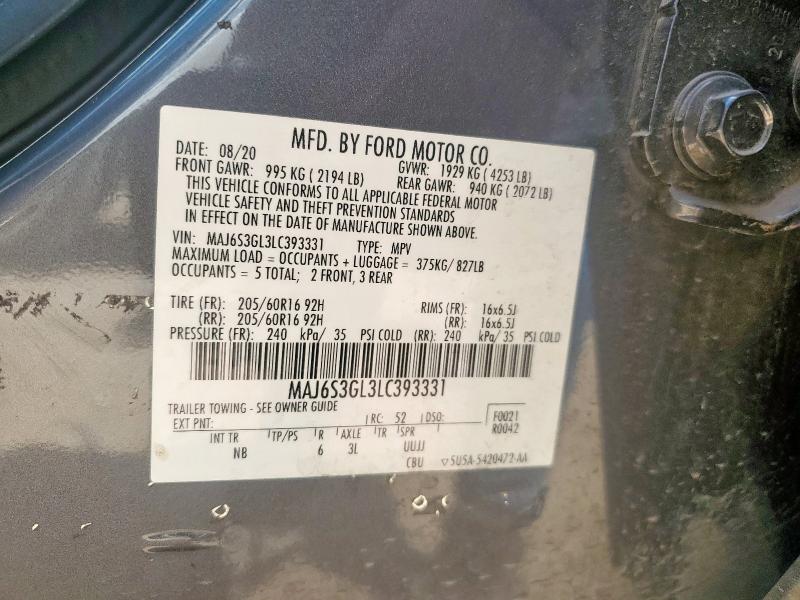 MFD. BY FORD MOTOR CO.
DATE: 08/20 GVWR: 1929 KG ( 4253 LB)
FRONT GAWR: 995 KG ( 2194 LB) REAR GAWR: 940 KG ( 2072 LB)
THIS VEHICLE CONFORMS TO ALL APPLICABLE FEDERAL MOTOR
VEHICLE SAFETY AND THEFT PREVENTION STANDARDS
IN EFFECT ON THE DATE OF MANUFACTURE SHOWN ABOVE.
VIN: MAJ6S3GL3LC393331 TYPE: MPV
MAXIMUM LOAD = OCCUPANTS + LUGGAGE = 375KG/ 827LB
OCCUPANTS = 5 TOTAL; 2 FRONT, 3 REAR
TIRE (FR): 205/60R16 92H RIMS (FR): 16x6.5J
(RR): 205/60R16 92H (RR): 16x6.5J
PRESSURE (FR): 240 kPa/ 35 PSI COLD (RR): 240 kPa/ 35 PSI COLD
MAJ6S3GL3LC393331
TRAILER TOWING - SEE OWNER GUIDE
EXT PNT: RC: 52 DSO: F0021
R0042
INT TR TP/PS R AXLE TR SPR
NB 6 3L UUJJ
CBU 5U5A-5420472-AA